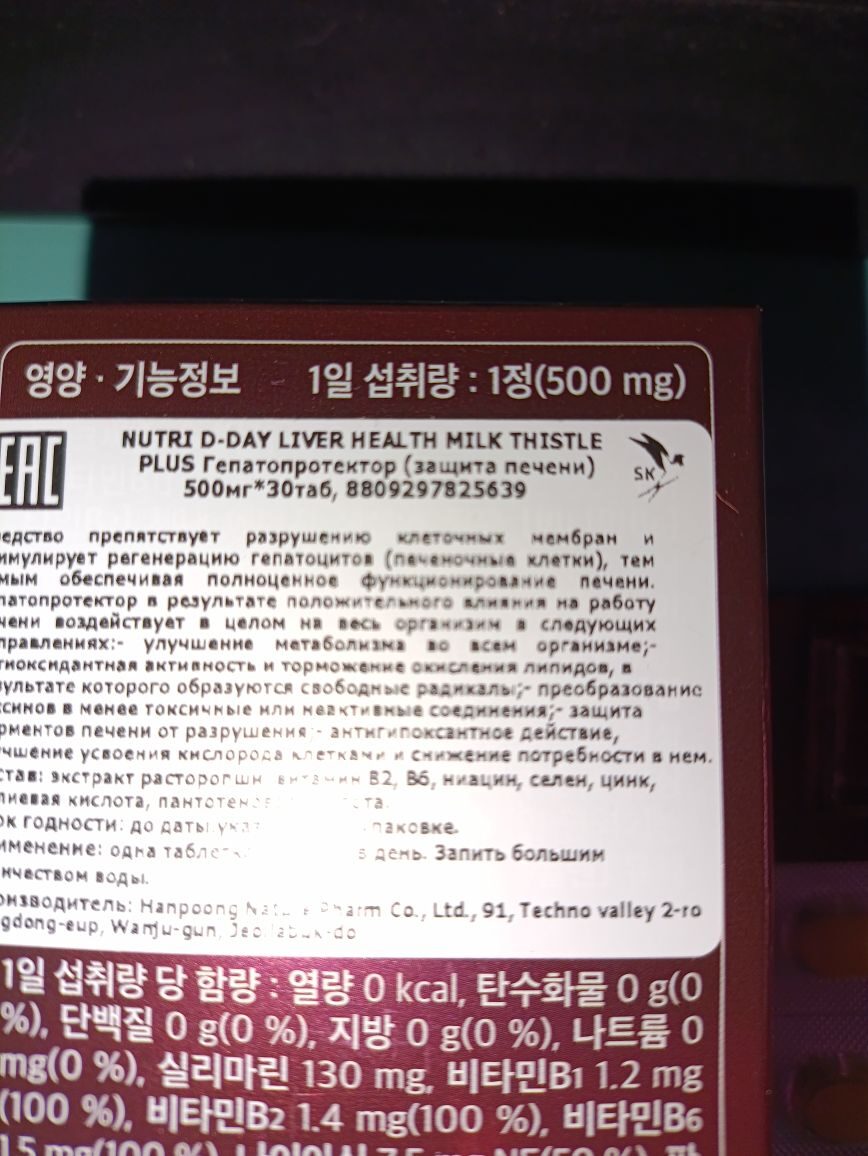 영양 · 기능정보 1일 섭취량 : 1정(500 mg)
EAC
NUTRI D-DAY LIVER HEALTH MILK THISTLE
PLUS Гепатопротектор (защита печени)
500мг*30таб, 8809297825639
SK
едство препятствует разрушению клеточных мембран и
имулирует регенерацию гепатоцитов (печеночные клетки), тем
мым обеспечивая полноценное функционирование печени.
патопротектор в результате положительного влияния на работу
чени воздействует в целом на весь организм в следующих
правлениях:- улучшение метаболизма во всем организме;-
тиоксидантная активность и торможение окисления липидов, в
зультате которого образуются свободные радикалы;- преобразование
ксинов в менее токсичные или неактивные соединения;- защита
рментов печени от разрушения;- антигипоксантное действие,
учшение усвоения кислорода клетками и снижение потребности в нем.
став: экстракт расторопши, витамин B2, B6, ниацин, селен, цинк,
лиевая кислота,
ок годности: до даты
именение: одна день. Запить большим
ичеством воды.
оизводитель: Hanpoong Pharm Co., Ltd., 91, Techno valley 2-ro
gdong-eup, Wanju-gun, Jeollabuk-do
1일 섭취량 당 함량 : 열량 0 kcal, 탄수화물 0 g(0
%), 단백질 0 g(0 %), 지방 0 g(0 %), 나트륨 0
mg(0 %), 실리마린 130 mg, 비타민B1 1.2 mg
(100 %), 비타민B2 1.4 mg(100 %), 비타민B6
1.5 mg(100 %),